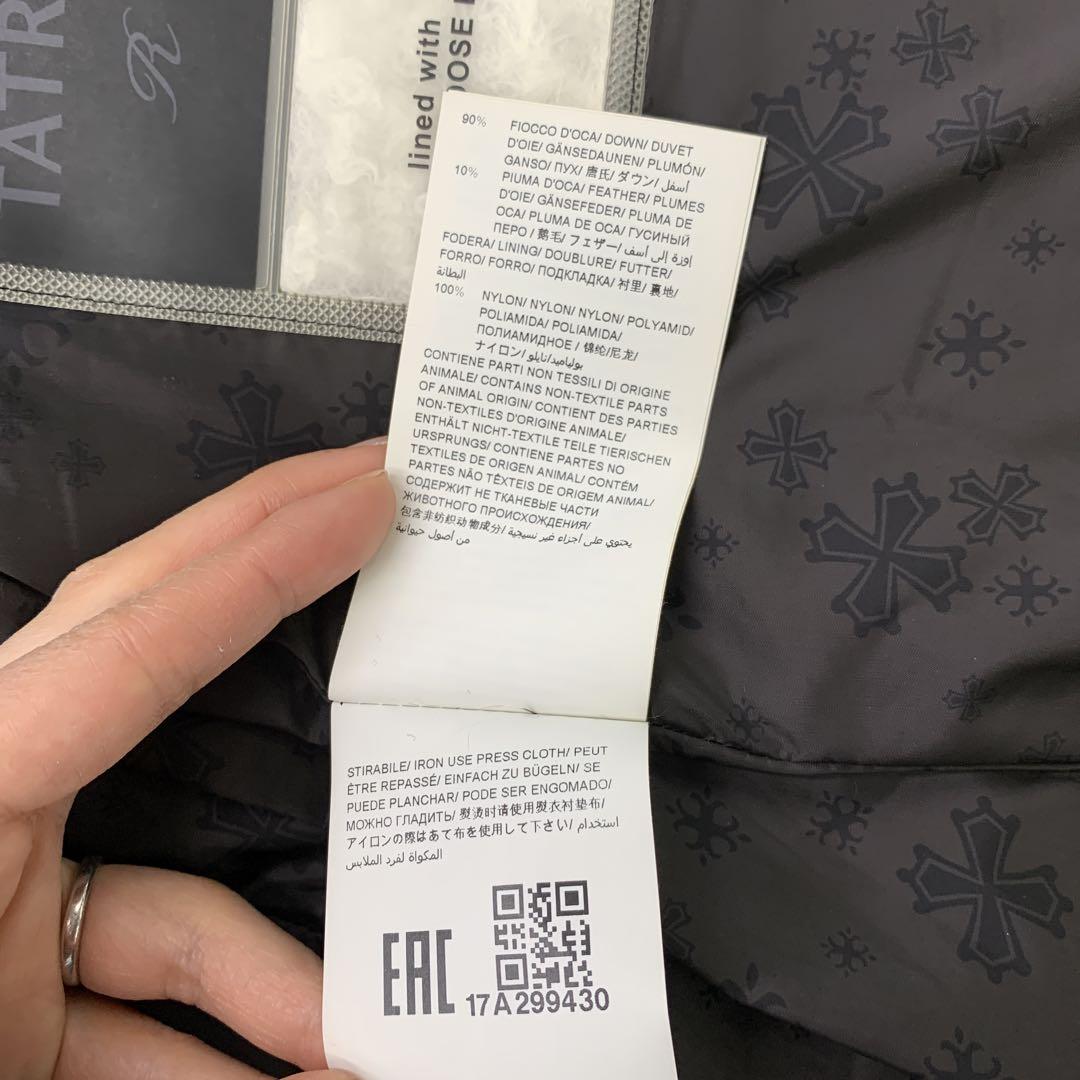 TATR
R
lined with
OOSE
90% FIOCCO D'OCA/ DOWN/ DUVET
D'OIE/ GÄNSEDAUNEN/ PLUMÓN/
GANSO/ ПУХ/ 唐氏/ ダウン/ أسفل/
10% PIUMA D'OCA/ FEATHER/ PLUMES
D'OIE/ GÄNSEFEDER/ PLUMA DE
OCA/ PLUMA DE OCA/ ГУСИНЫЙ
ПЕРО / 鹅毛/ フェザー/ اوزة إلى أسف/
FODERA/ LINING/ DOUBLURE/ FUTTER/
FORRO/ FORRO/ ПОДКЛАДКА/ 衬里/ 裏地/
البطانة
100% NYLON/ NYLON/ NYLON/ POLYAMID/
POLIAMIDA/ POLIAMIDA/
ПОЛИАМИДНОЕ / 锦纶/尼龙/
ナイロン/ بولياميد/نايلو
CONTIENE PARTI NON TESSILI DI ORIGINE
ANIMALE/ CONTAINS NON-TEXTILE PARTS
OF ANIMAL ORIGIN/ CONTIENT DES PARTIES
NON-TEXTILES D'ORIGINE ANIMALE/
ENTHÄLT NICHT-TEXTILE TEILE TIERISCHEN
URSPRUNGS/ CONTIENE PARTES NO
TEXTILES DE ORIGEN ANIMAL/ CONTÉM
PARTES NÃO TÊXTEIS DE ORIGEM ANIMAL/
СОДЕРЖИТ НЕ ТКАНЕВЫЕ ЧАСТИ
ЖИВОТНОГО ПРОИСХОЖДЕНИЯ/
包含非纺织动物成分/ يحتوي على أجزاء غير نسيجية/
من أصول حيوانية
STIRABILE/ IRON USE PRESS CLOTH/ PEUT
ÊTRE REPASSÉ/ EINFACH ZU BÜGELN/ SE
PUEDE PLANCHAR/ PODE SER ENGOMADO/
МОЖНО ГЛАДИТЬ/ 熨烫时请使用熨衣衬垫布/
アイロンの際はあて布を使用して下さい/ استخدام
المكواة لفرد الملابس
EAC
17A299430